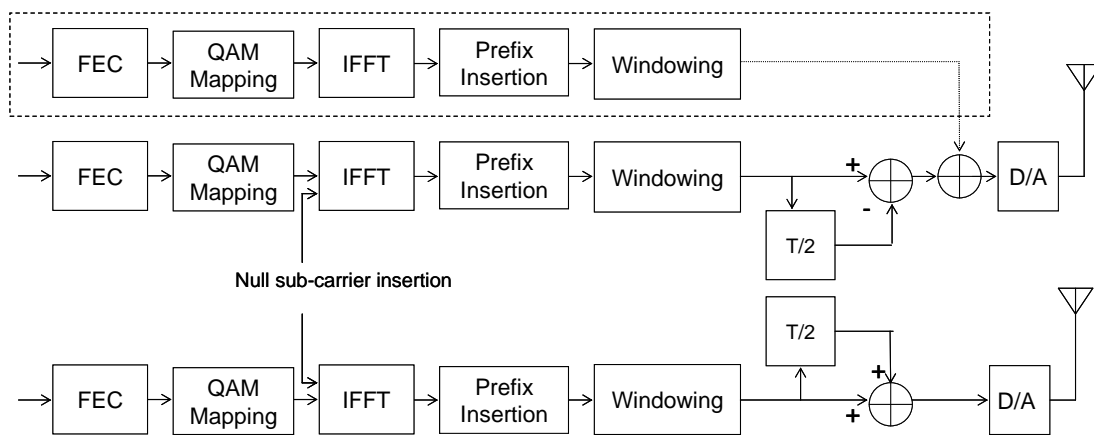 FEC
QAM
Mapping
IFFT
Prefix
Insertion
Windowing
FEC
QAM
Mapping
IFFT
Prefix
Insertion
Windowing
+
-
D/A
T/2
Null sub-carrier insertion
T/2
FEC
QAM
Mapping
IFFT
Prefix
Insertion
Windowing
+
+
D/A